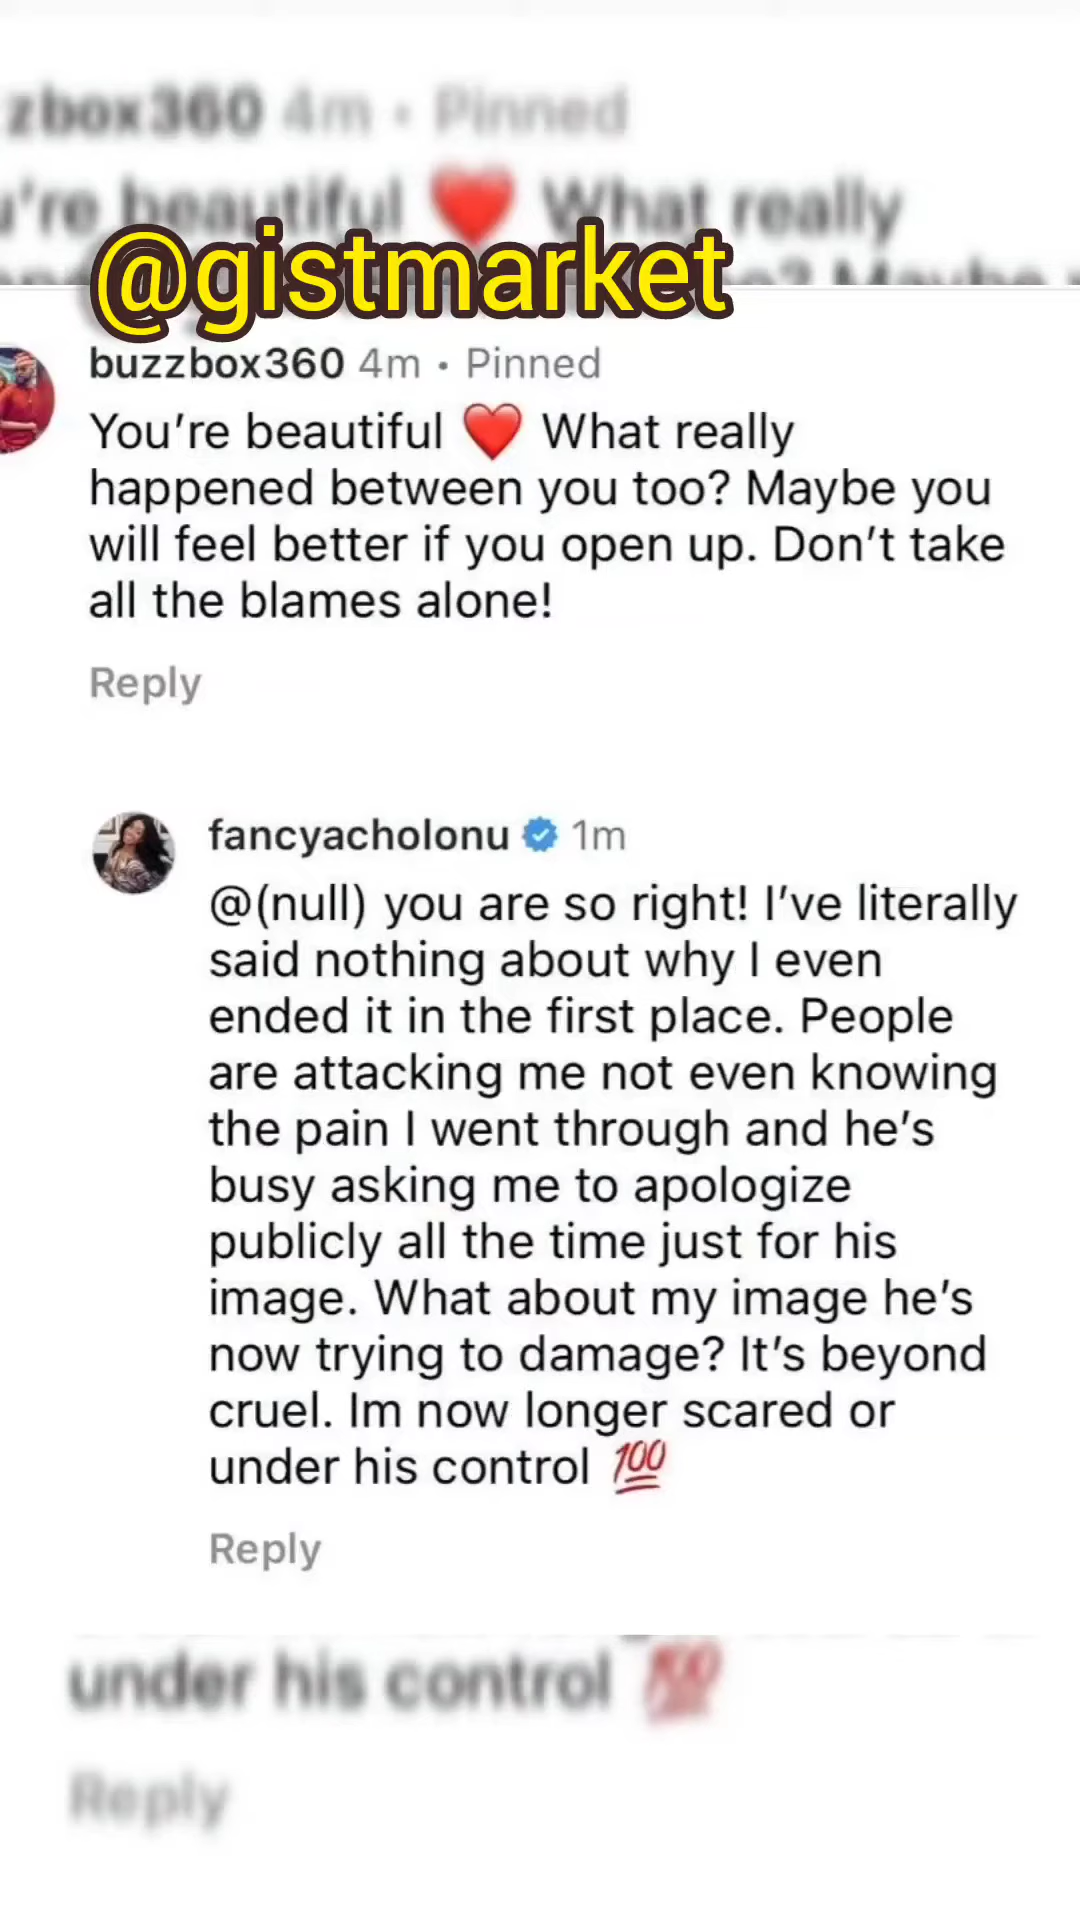 zbox360 4m • Pinned
u're beautiful ❤️ What really
@gistmarket
buzzbox360 4m • Pinned
You're beautiful ❤️ What really
happened between you too? Maybe you
will feel better if you open up. Don't take
all the blames alone!
Reply
fancyacholonu 1m
@(null) you are so right! I've literally
said nothing about why I even
ended it in the first place. People
are attacking me not even knowing
the pain I went through and he's
busy asking me to apologize
publicly all the time just for his
image. What about my image he's
now trying to damage? It's beyond
cruel. Im now longer scared or
under his control 💯
Reply
under his control 💯
Reply